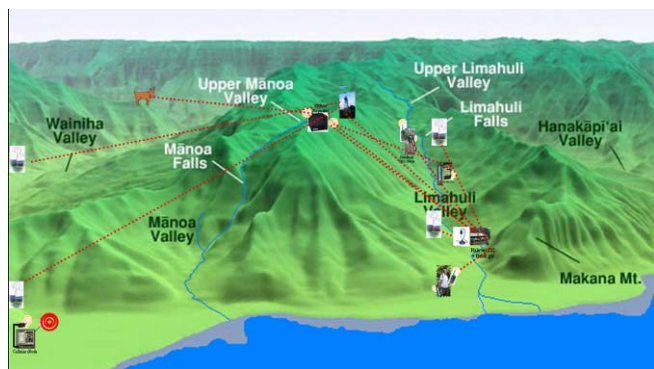 Upper Limahuli
Valley
Upper Mānoa
Valley
Limahuli
Falls
Wainiha
Valley
Hanakāpi'ai
Valley
Mānoa
Falls
Limahuli
Valley
Mānoa
Valley
Makana Mt.